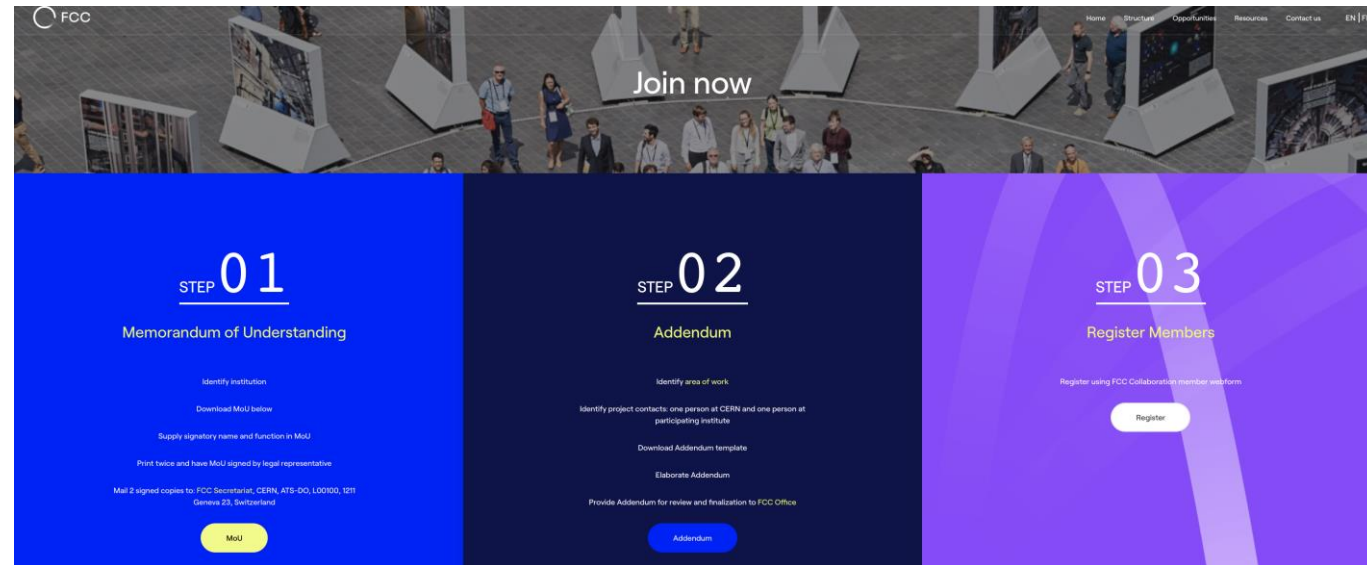 FCC
Home Structure Opportunities Resources Contact us EN |
Join now
STEP 01
Memorandum of Understanding
Identify institution
Download MoU below
Supply signatory name and function in MoU
Print twice and have MoU signed by legal representative
Mail 2 signed copies to: FCC Secretariat, CERN, ATS-DO, L00100, 1211
Geneva 23, Switzerland
MoU
STEP 02
Addendum
Identify area of work
Identify project contacts: one person at CERN and one person at
participating institute
Download Addendum template
Elaborate Addendum
Provide Addendum for review and finalization to FCC Office
Addendum
STEP 03
Register Members
Register using FCC Collaboration member webform
Register